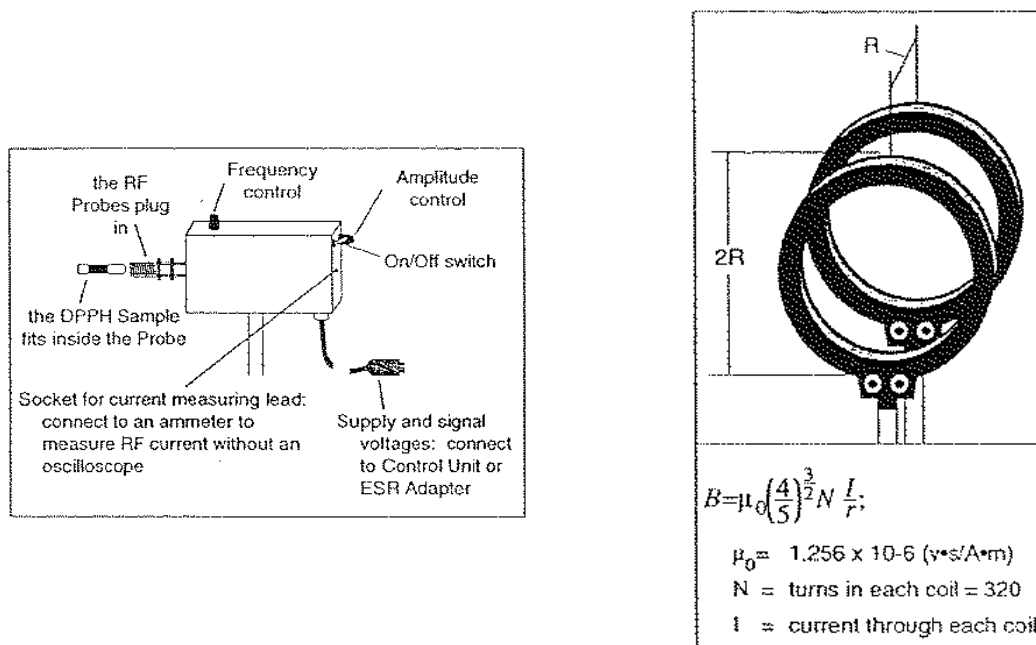 the RF
Probes plug
in
Frequency
control
Amplitude
control
On/Off switch
the DPPH Sample
fits inside the Probe
Socket for current measuring lead:
connect to an ammeter to
measure RF current without an
oscilloscope
Supply and signal
voltages: connect
to Control Unit or
ESR Adapter
R
2R
B=μ₀(4/5)^3/2 N I/r;
μ₀= 1.256 x 10-6 (v•s/A•m)
N = turns in each coil = 320
I = current through each coil